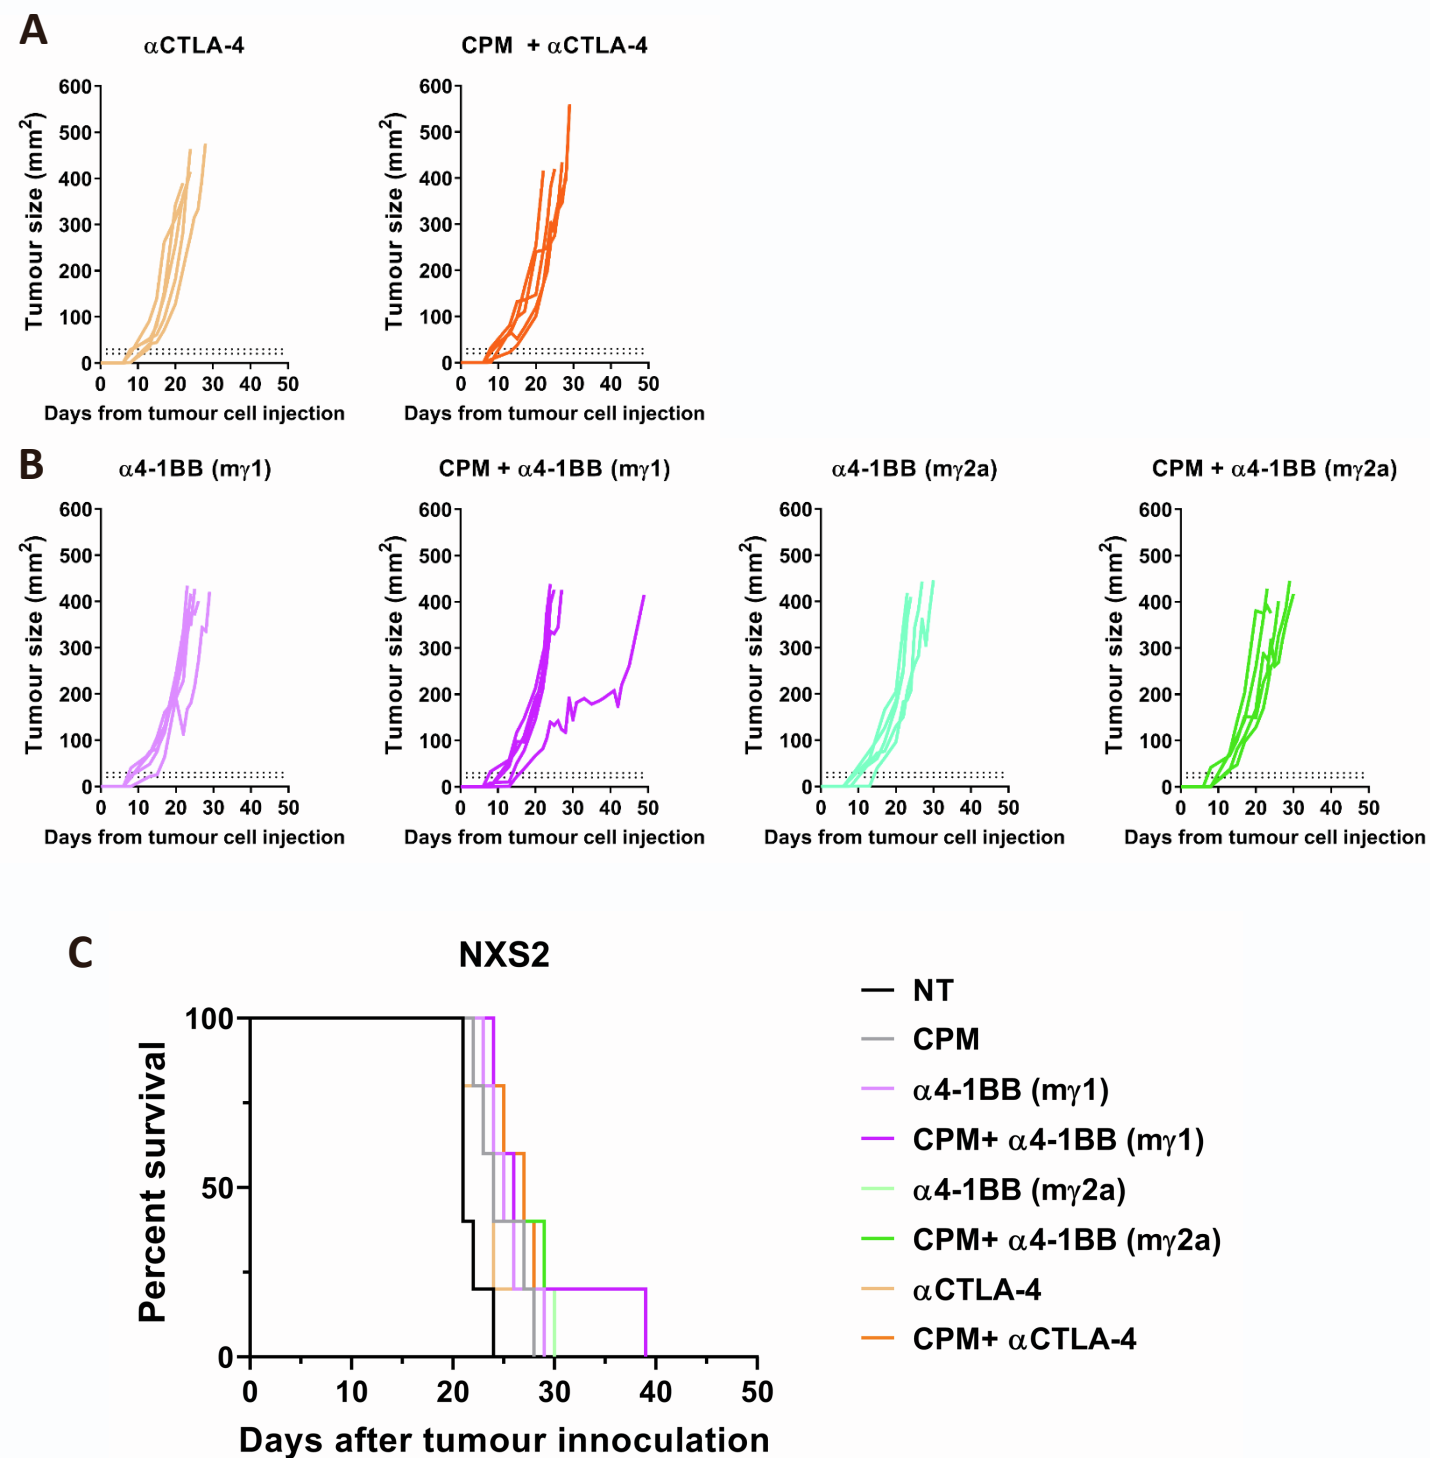 A
αCTLA-4
CPM + αCTLA-4
Tumour size (mm²)
600
500
400
300
200
100
0
0 10 20 30 40 50
Days from tumour cell injection
Tumour size (mm²)
600
500
400
300
200
100
0
0 10 20 30 40 50
Days from tumour cell injection
B
α4-1BB (mγ1)
CPM + α4-1BB (mγ1)
α4-1BB (mγ2a)
CPM + α4-1BB (mγ2a)
Tumour size (mm²)
600
500
400
300
200
100
0
0 10 20 30 40 50
Days from tumour cell injection
Tumour size (mm²)
600
500
400
300
200
100
0
0 10 20 30 40 50
Days from tumour cell injection
Tumour size (mm²)
600
500
400
300
200
100
0
0 10 20 30 40 50
Days from tumour cell injection
Tumour size (mm²)
600
500
400
300
200
100
0
0 10 20 30 40 50
Days from tumour cell injection
C
NXS2
Percent survival
100
50
0
0 10 20 30 40 50
Days after tumour innoculation
NT
CPM
α4-1BB (mγ1)
CPM+ α4-1BB (mγ1)
α4-1BB (mγ2a)
CPM+ α4-1BB (mγ2a)
αCTLA-4
CPM+ αCTLA-4